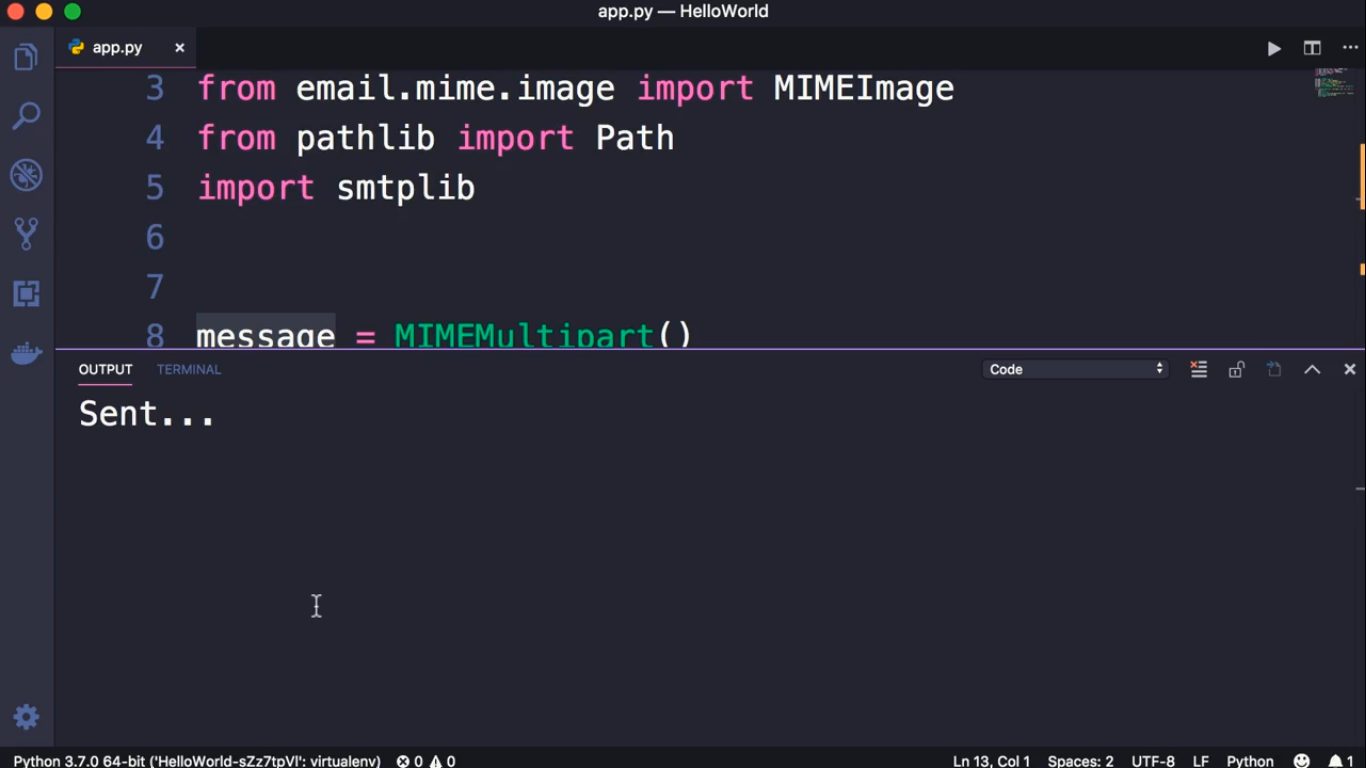 app.py — HelloWorld
app.py
3 from email.mime.image import MIMEImage
4 from pathlib import Path
5 import smtplib
6
7
8 message = MIMEMultipart()
OUTPUT TERMINAL Code
Sent...
Python 3.7.0 64-bit ('HelloWorld-sZz7tpVI': virtualenv) 0 0 Ln 13, Col 1 Spaces: 2 UTF-8 LF Python 1